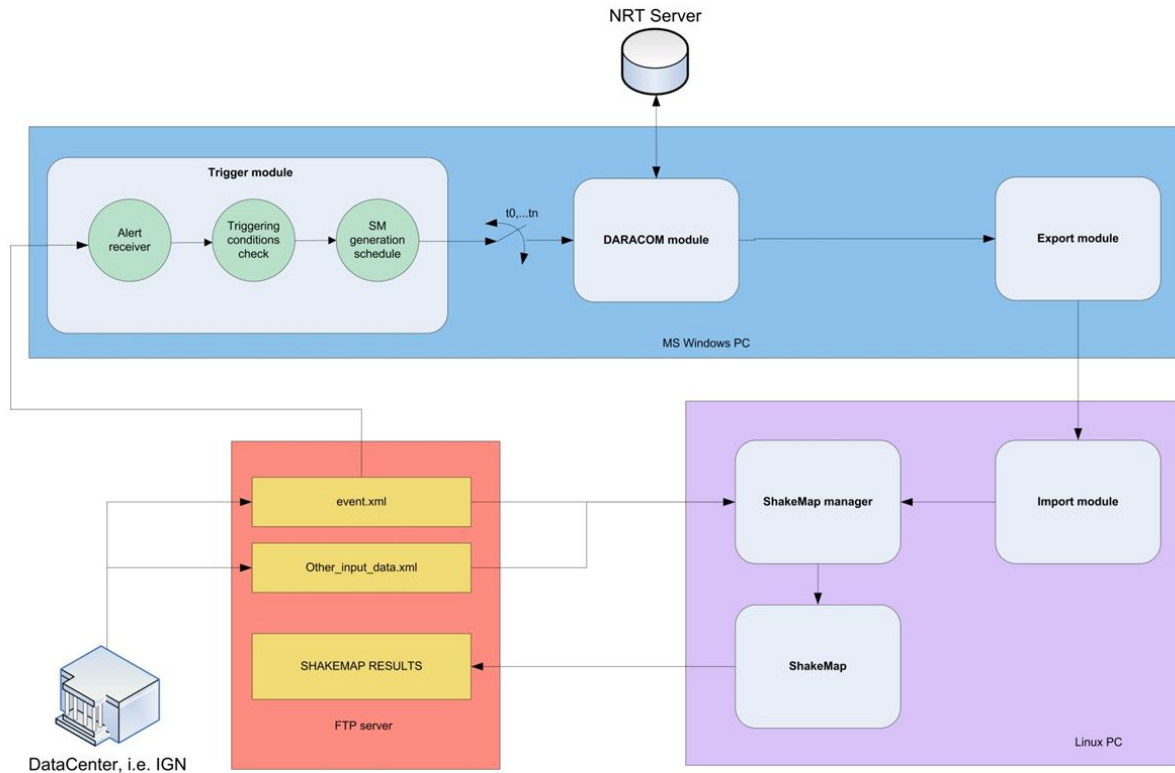 NRT Server
Trigger module
Alert
receiver
Triggering
conditions
check
SM
generation
schedule
t0,...tn
DARACOM module
Export module
MS Windows PC
event.xml
Other_input_data.xml
SHAKEMAP RESULTS
FTP server
ShakeMap manager
Import module
ShakeMap
Linux PC
DataCenter, i.e. IGN